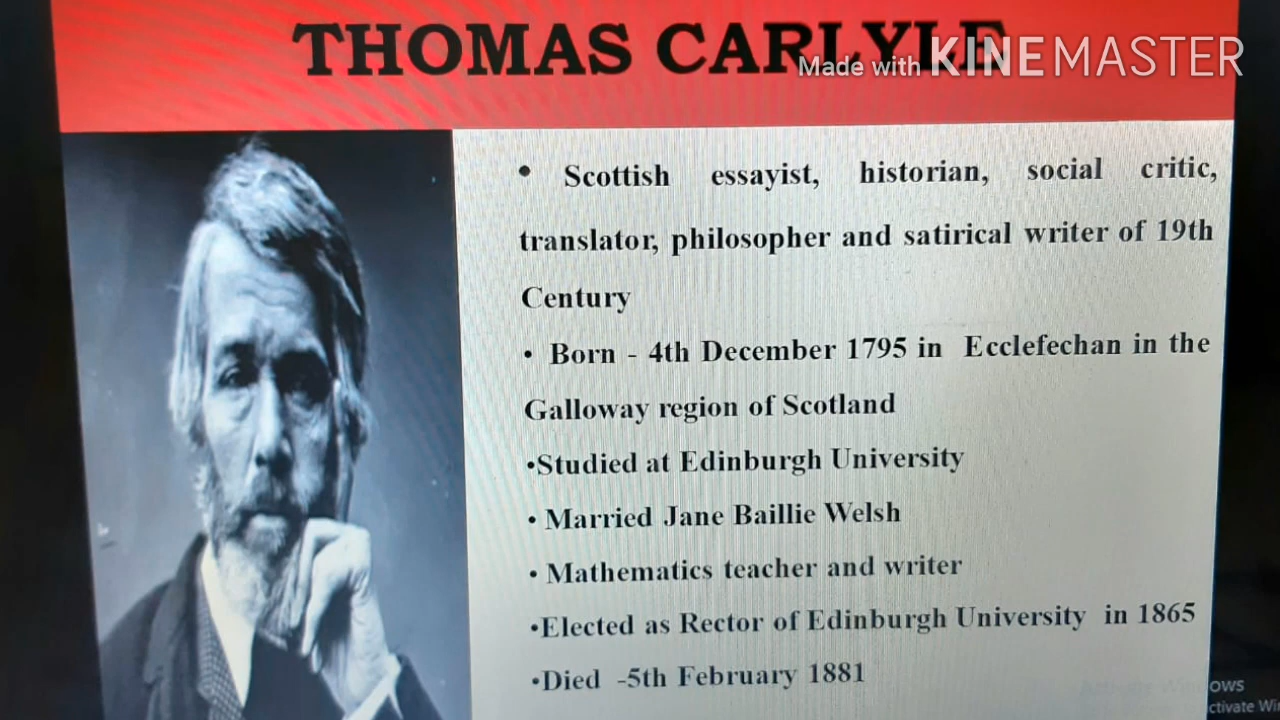 THOMAS CARLYLE
Made with KINEMASTER
• Scottish essayist, historian, social critic,
translator, philosopher and satirical writer of 19th
Century
• Born - 4th December 1795 in Ecclefechan in the
Galloway region of Scotland
•Studied at Edinburgh University
• Married Jane Baillie Welsh
• Mathematics teacher and writer
•Elected as Rector of Edinburgh University in 1865
•Died -5th February 1881